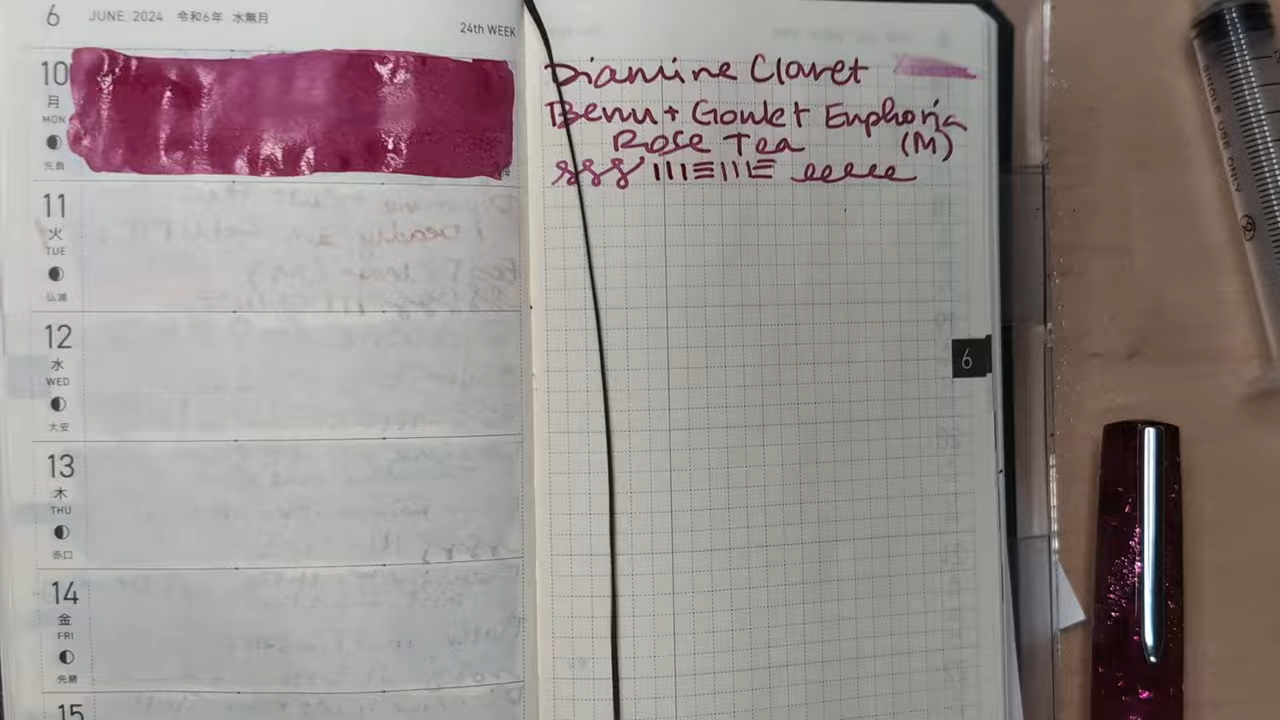 6 JUNE 2024 令和6年 水無月
24th WEEK
10
月
MON
先負
11
火
TUE
仏滅
12
水
WED
大安
13
木
THU
赤口
14
金
FRI
先勝
15
Diamine Claret
Benu + Goulet Euphoria
Rose Tea (M)
6